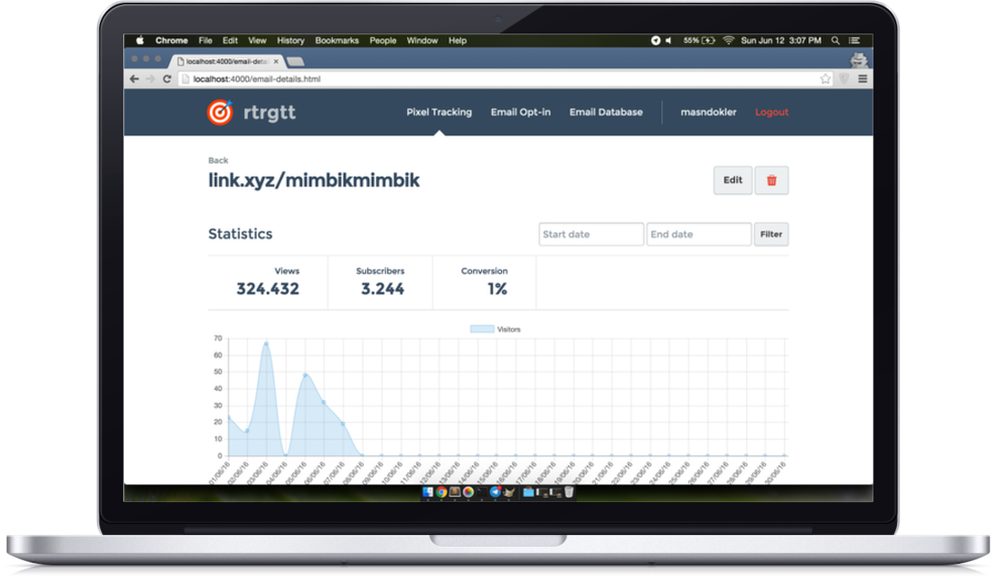 Chrome File Edit View History Bookmarks People Window Help 55% Sun Jun 12 3:07 PM
localhost:4000/email-detai
localhost:4000/email-details.html
rtrgtt Pixel Tracking Email Opt-in Email Database masndokler Logout
Back
link.xyz/mimbikmimbik Edit
Statistics Start date End date Filter
Views Subscribers Conversion
324.432 3.244 1%
Visitors
70
60
50
40
30
20
10
0
01/06/16 02/06/16 03/06/16 04/06/16 05/06/16 06/06/16 07/06/16 08/06/16 09/06/16 10/06/16 11/06/16 12/06/16 13/06/16 14/06/16 15/06/16 16/06/16 17/06/16 18/06/16 19/06/16 20/06/16 21/06/16 22/06/16 23/06/16 24/06/16 25/06/16 26/06/16 27/06/16 28/06/16 29/06/16 30/06/16